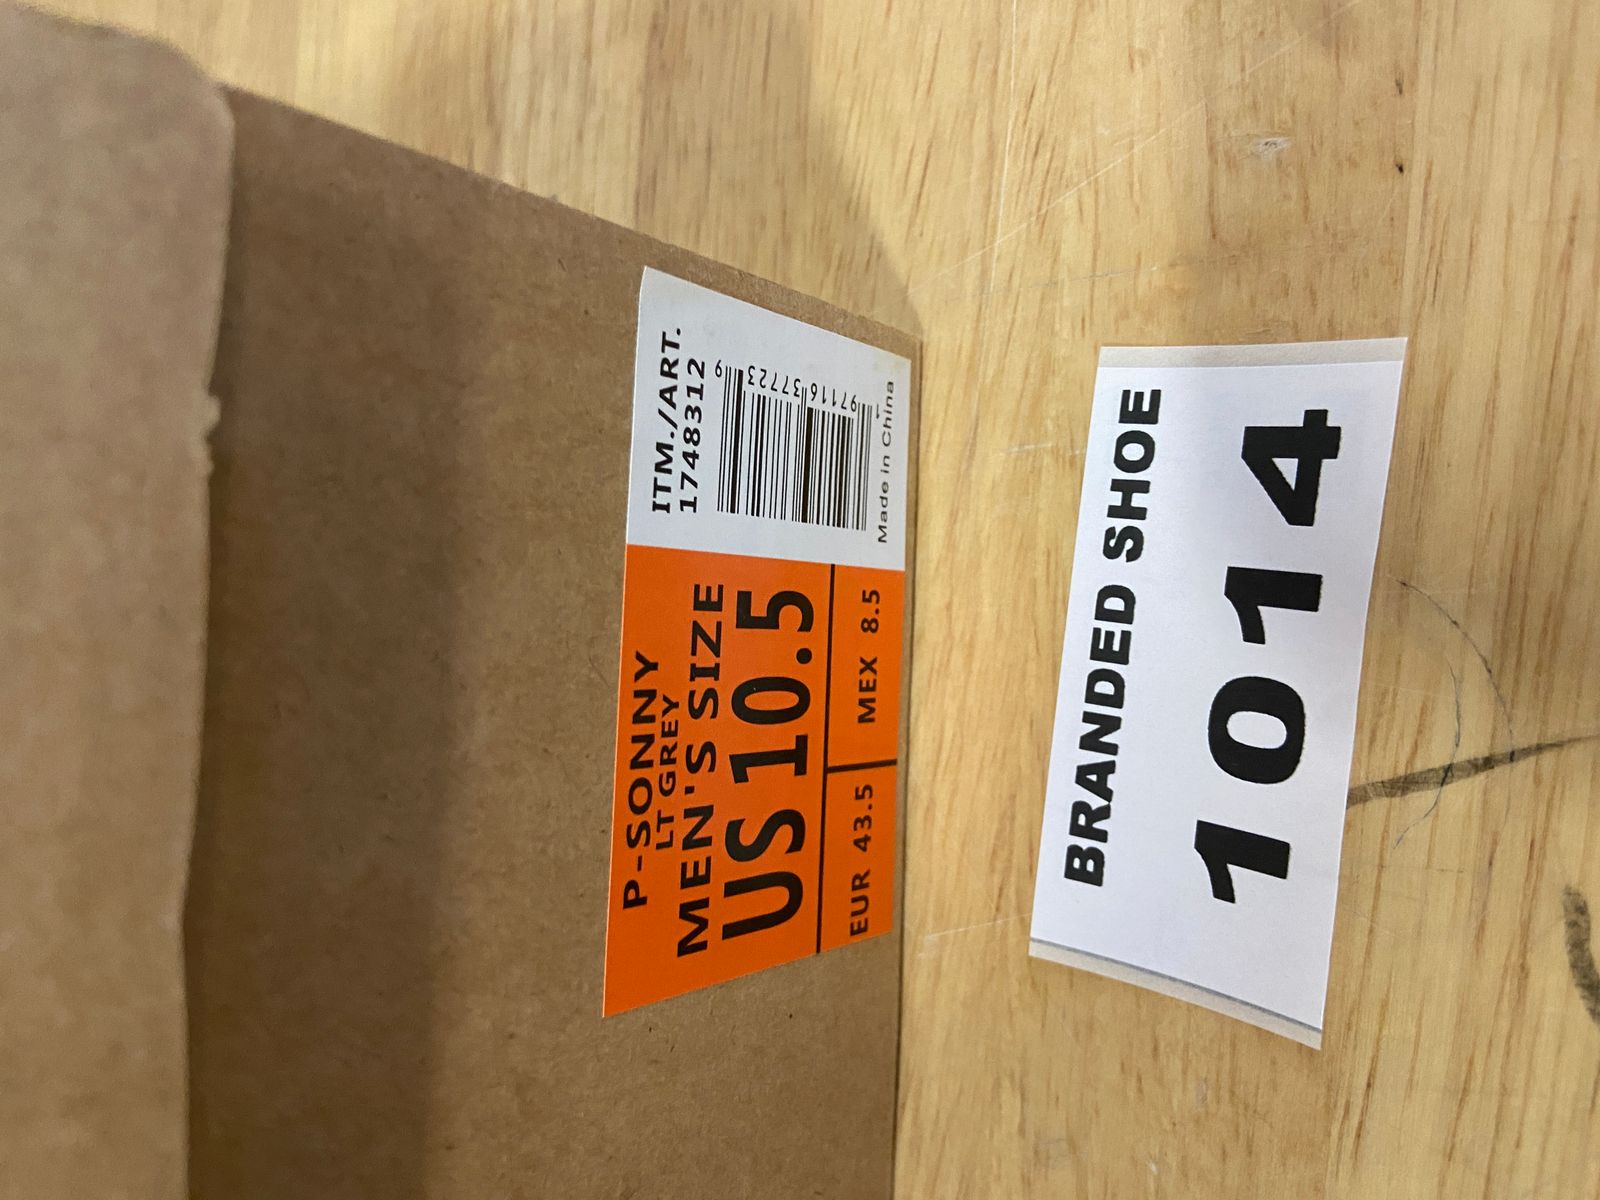 P-SONNY
LT GREY
MEN'S SIZE
US 10.5
EUR 43.5
MEX 8.5
ITM./ART.
1748312
1 97116 37723 9
Made in China
BRANDED SHOE
1014